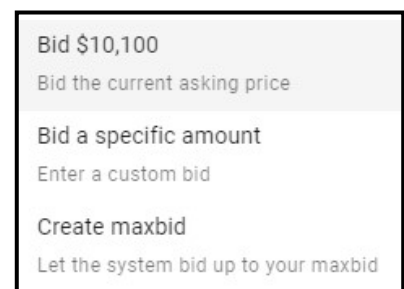 Bid $10,100
Bid the current asking price
Bid a specific amount
Enter a custom bid
Create maxbid
Let the system bid up to your maxbid